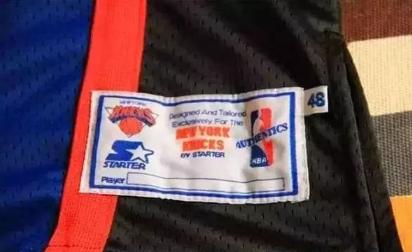 NEW YORK
KNICKS
STARTER
Player
Designed And Tailored
Exclusively For The
NEW YORK
KNICKS
BY STARTER
AUTHENTICS
NBA
48